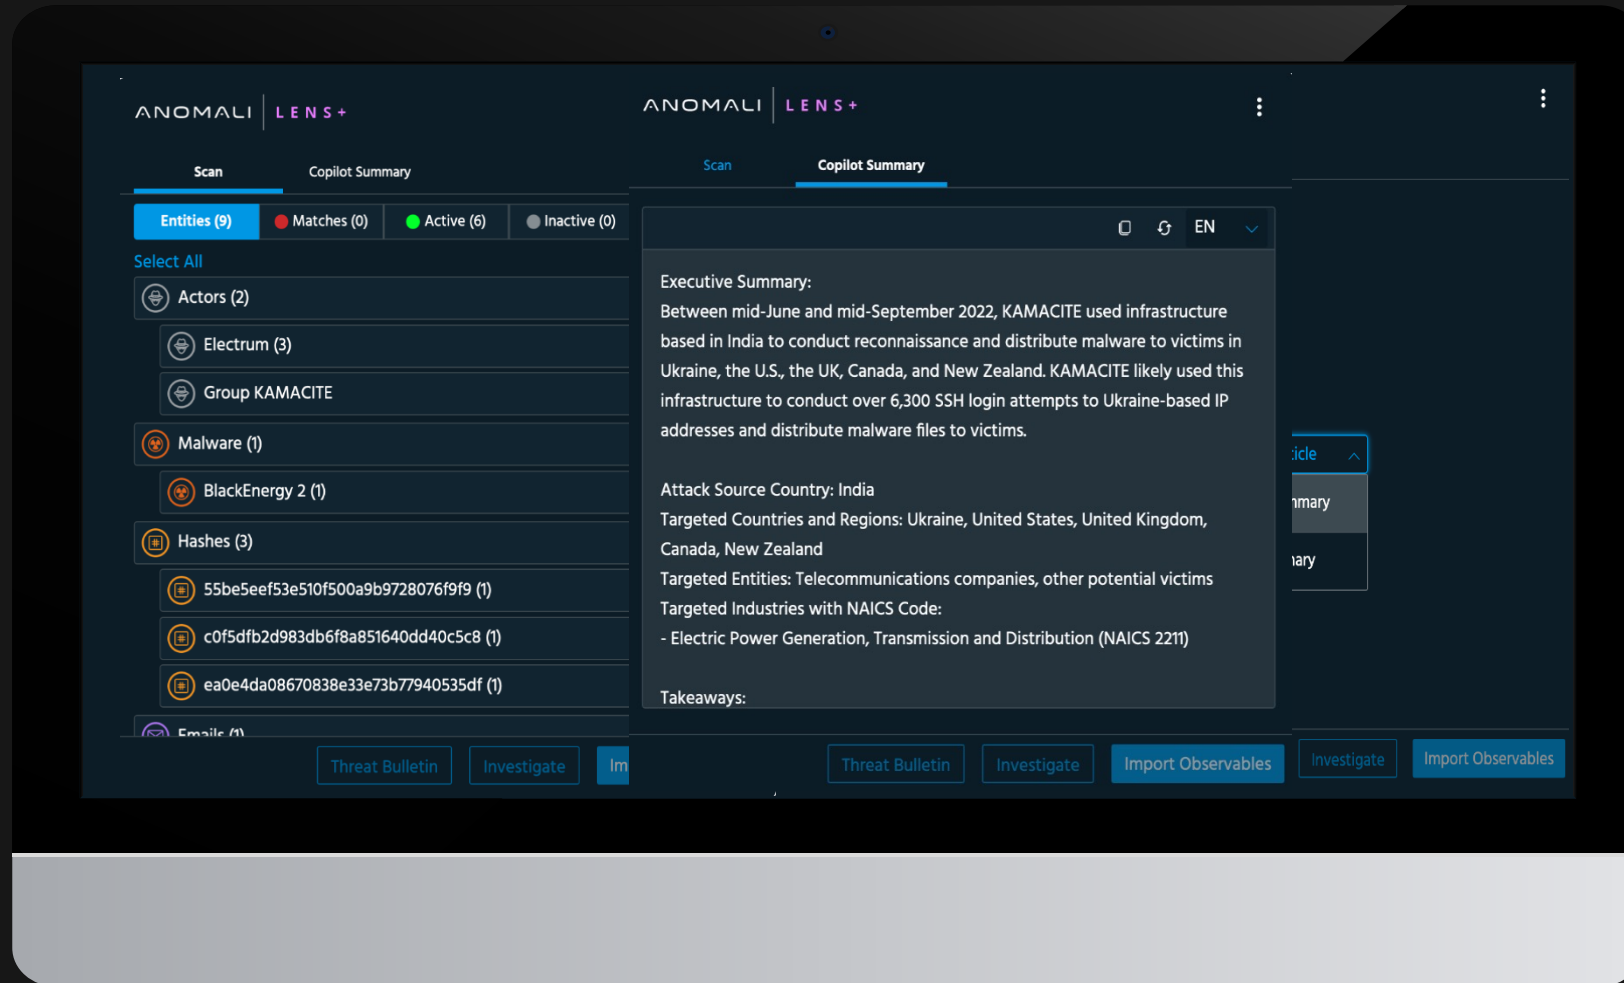 ANOMALI LENS+
Scan Copilot Summary
Entities (9) Matches (0) Active (6) Inactive (0)
Select All
Actors (2)
Electrum (3)
Group KAMACITE
Malware (1)
BlackEnergy 2 (1)
Hashes (3)
55be5eef53e510f500a9b9728076f9f9 (1)
c0f5dfb2d983db6f8a851640dd40c5c8 (1)
ea0e4da08670838e33e73b77940535df (1)
Emails (1)
Threat Bulletin Investigate Im
ANOMALI LENS+
Scan Copilot Summary
EN
Executive Summary:
Between mid-June and mid-September 2022, KAMACITE used infrastructure
based in India to conduct reconnaissance and distribute malware to victims in
Ukraine, the U.S., the UK, Canada, and New Zealand. KAMACITE likely used this
infrastructure to conduct over 6,300 SSH login attempts to Ukraine-based IP
addresses and distribute malware files to victims.
Attack Source Country: India
Targeted Countries and Regions: Ukraine, United States, United Kingdom,
Canada, New Zealand
Targeted Entities: Telecommunications companies, other potential victims
Targeted Industries with NAICS Code:
- Electric Power Generation, Transmission and Distribution (NAICS 2211)
Takeaways:
Threat Bulletin Investigate Import Observables
ticle
mmary
mary
Investigate Import Observables